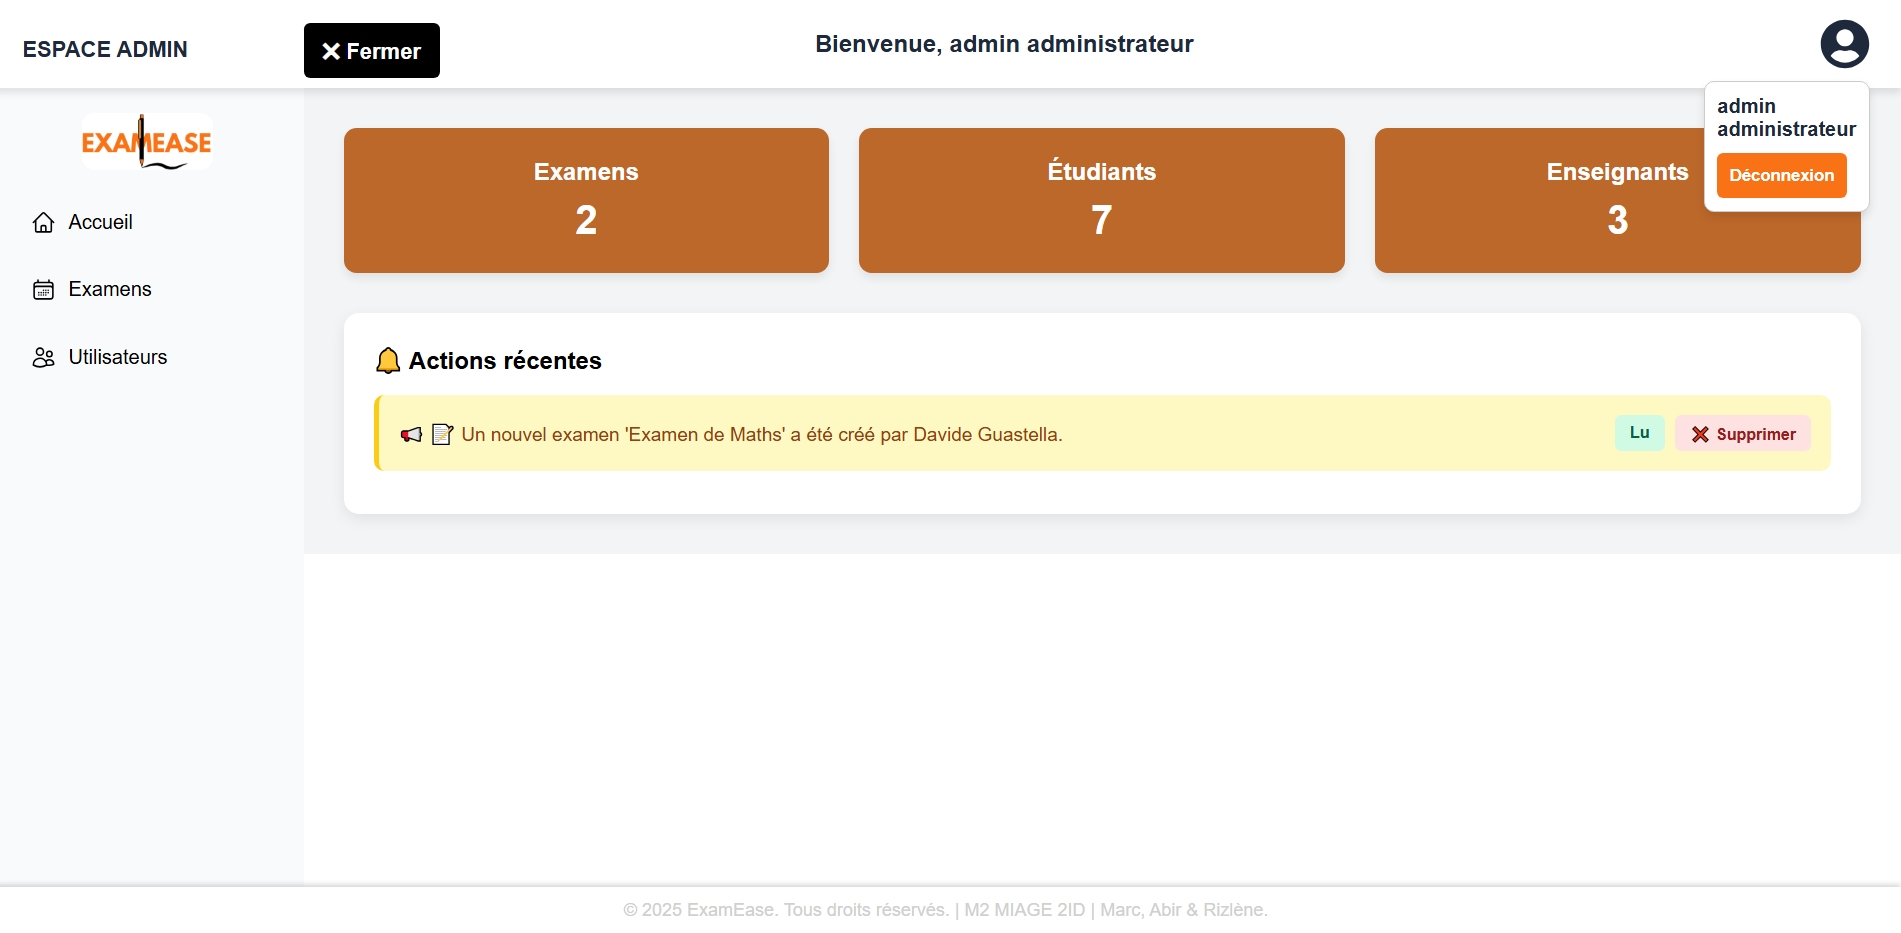 ESPACE ADMIN
Fermer
Bienvenue, admin administrateur
admin
administrateur
Déconnexion
EXAMEASE
Accueil
Examens
Utilisateurs
Examens
2
Étudiants
7
Enseignants
3
Actions récentes
Un nouvel examen 'Examen de Maths' a été créé par Davide Guastella.
Lu
Supprimer
© 2025 ExamEase. Tous droits réservés. | M2 MIAGE 2ID | Marc, Abir & Rizlène.